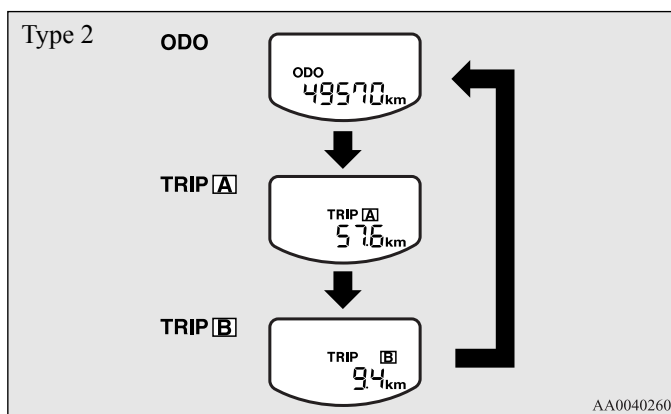 Type 2
ODO
ODO
49570km
TRIP A
TRIP A
57.6km
TRIP B
TRIP B
9.4km
AA0040260